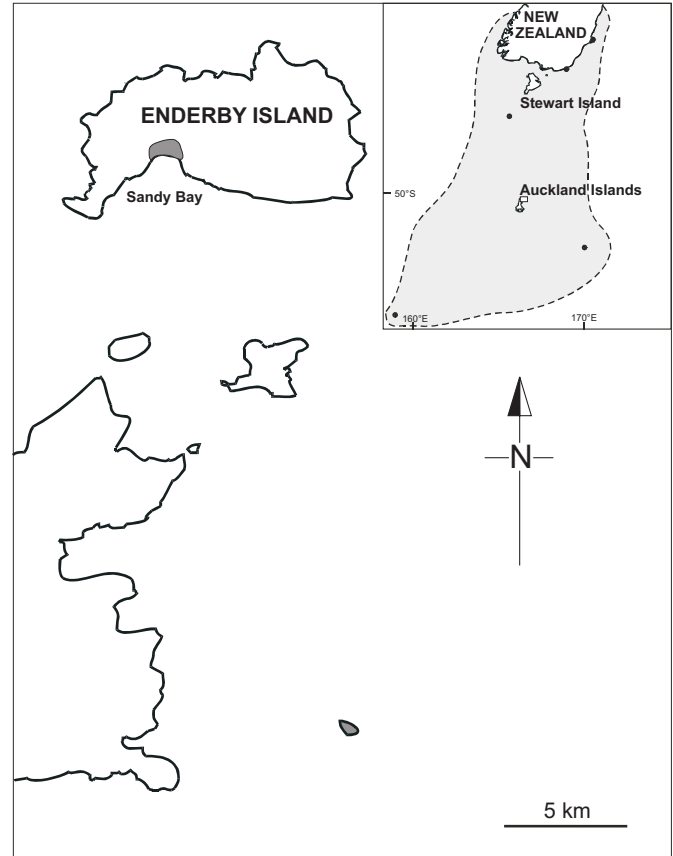 ENDERBY ISLAND
Sandy Bay
NEW
ZEALAND
Stewart Island
50°S
Auckland Islands
160°E
170°E
N
5 km